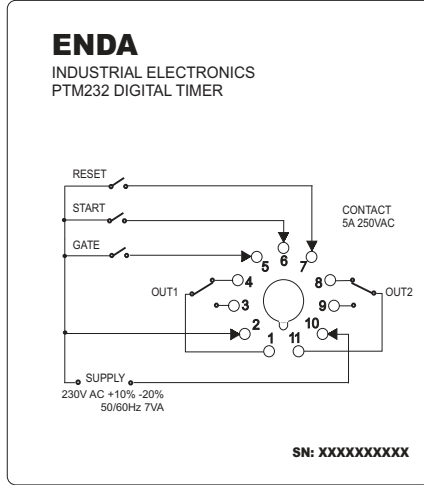 ENDA
INDUSTRIAL ELECTRONICS
PTM232 DIGITAL TIMER
RESET
START
GATE
CONTACT
5A 250VAC
5 6 7
4 8
OUT1 OUT2
3 9
2 10
1 11
SUPPLY
230V AC +10% -20%
50/60Hz 7VA
SN: XXXXXXXXXX